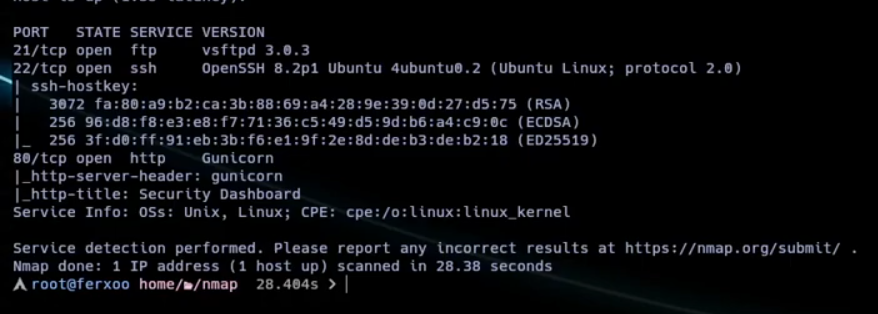 PORT   STATE SERVICE VERSION
21/tcp open  ftp     vsftpd 3.0.3
22/tcp open  ssh     OpenSSH 8.2p1 Ubuntu 4ubuntu0.2 (Ubuntu Linux; protocol 2.0)
| ssh-hostkey:
|   3072 fa:80:a9:b2:ca:3b:88:69:a4:28:9e:39:0d:27:d5:75 (RSA)
|   256 96:d8:f8:e3:e8:f7:71:36:c5:49:d5:9d:b6:a4:c9:0c (ECDSA)
|_  256 3f:d0:ff:91:eb:3b:f6:e1:9f:2e:8d:de:b3:de:b2:18 (ED25519)
80/tcp open  http    Gunicorn
|_http-server-header: gunicorn
|_http-title: Security Dashboard
Service Info: OSs: Unix, Linux; CPE: cpe:/o:linux:linux_kernel
Service detection performed. Please report any incorrect results at https://nmap.org/submit/ .
Nmap done: 1 IP address (1 host up) scanned in 28.38 seconds
root@ferxoo home/nmap 28.404s >